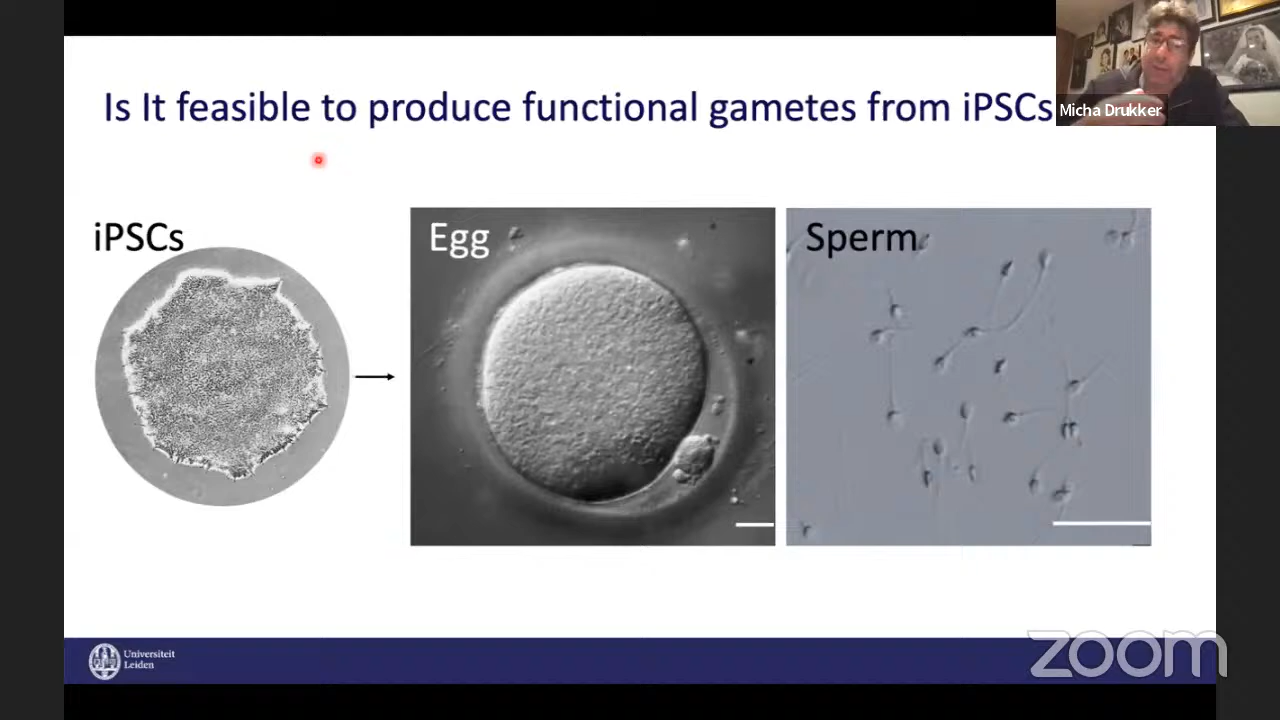 Is It feasible to produce functional gametes from iPSCs
Micha Drukker
iPSCs
Egg
Sperm
Universiteit
Leiden
zoom